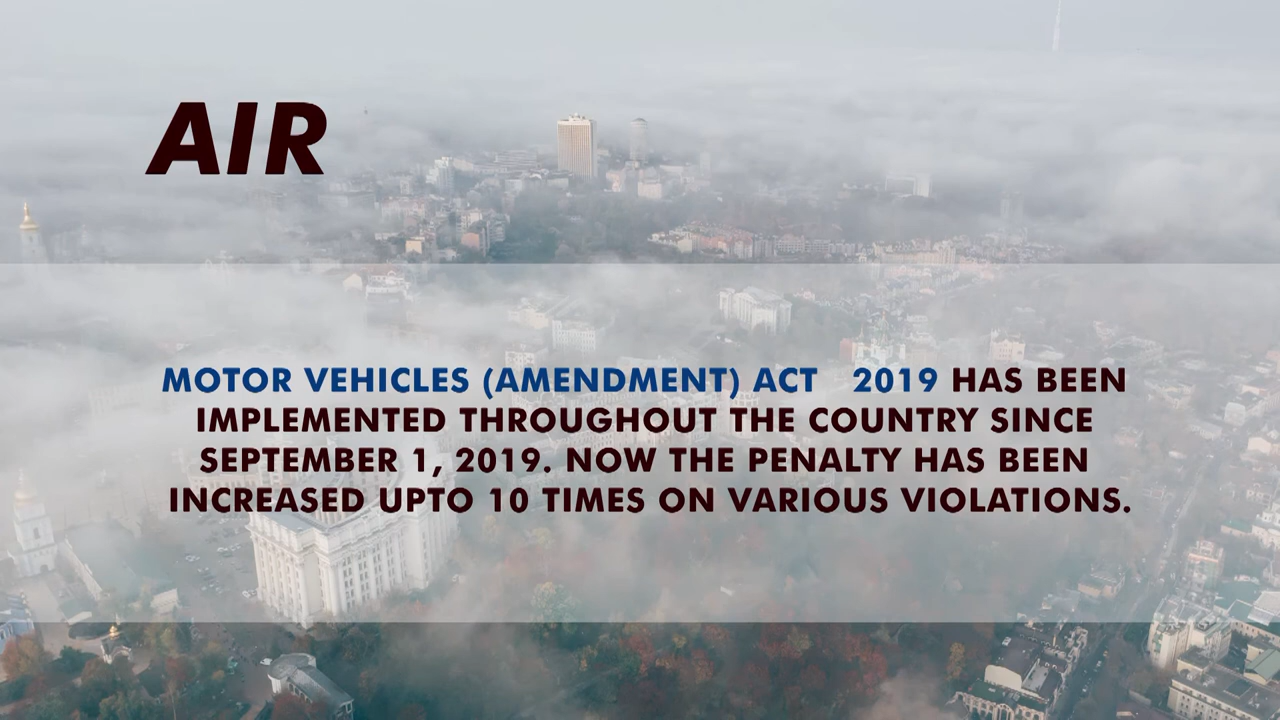 AIR
MOTOR VEHICLES (AMENDMENT) ACT 2019 HAS BEEN
IMPLEMENTED THROUGHOUT THE COUNTRY SINCE
SEPTEMBER 1, 2019. NOW THE PENALTY HAS BEEN
INCREASED UPTO 10 TIMES ON VARIOUS VIOLATIONS.